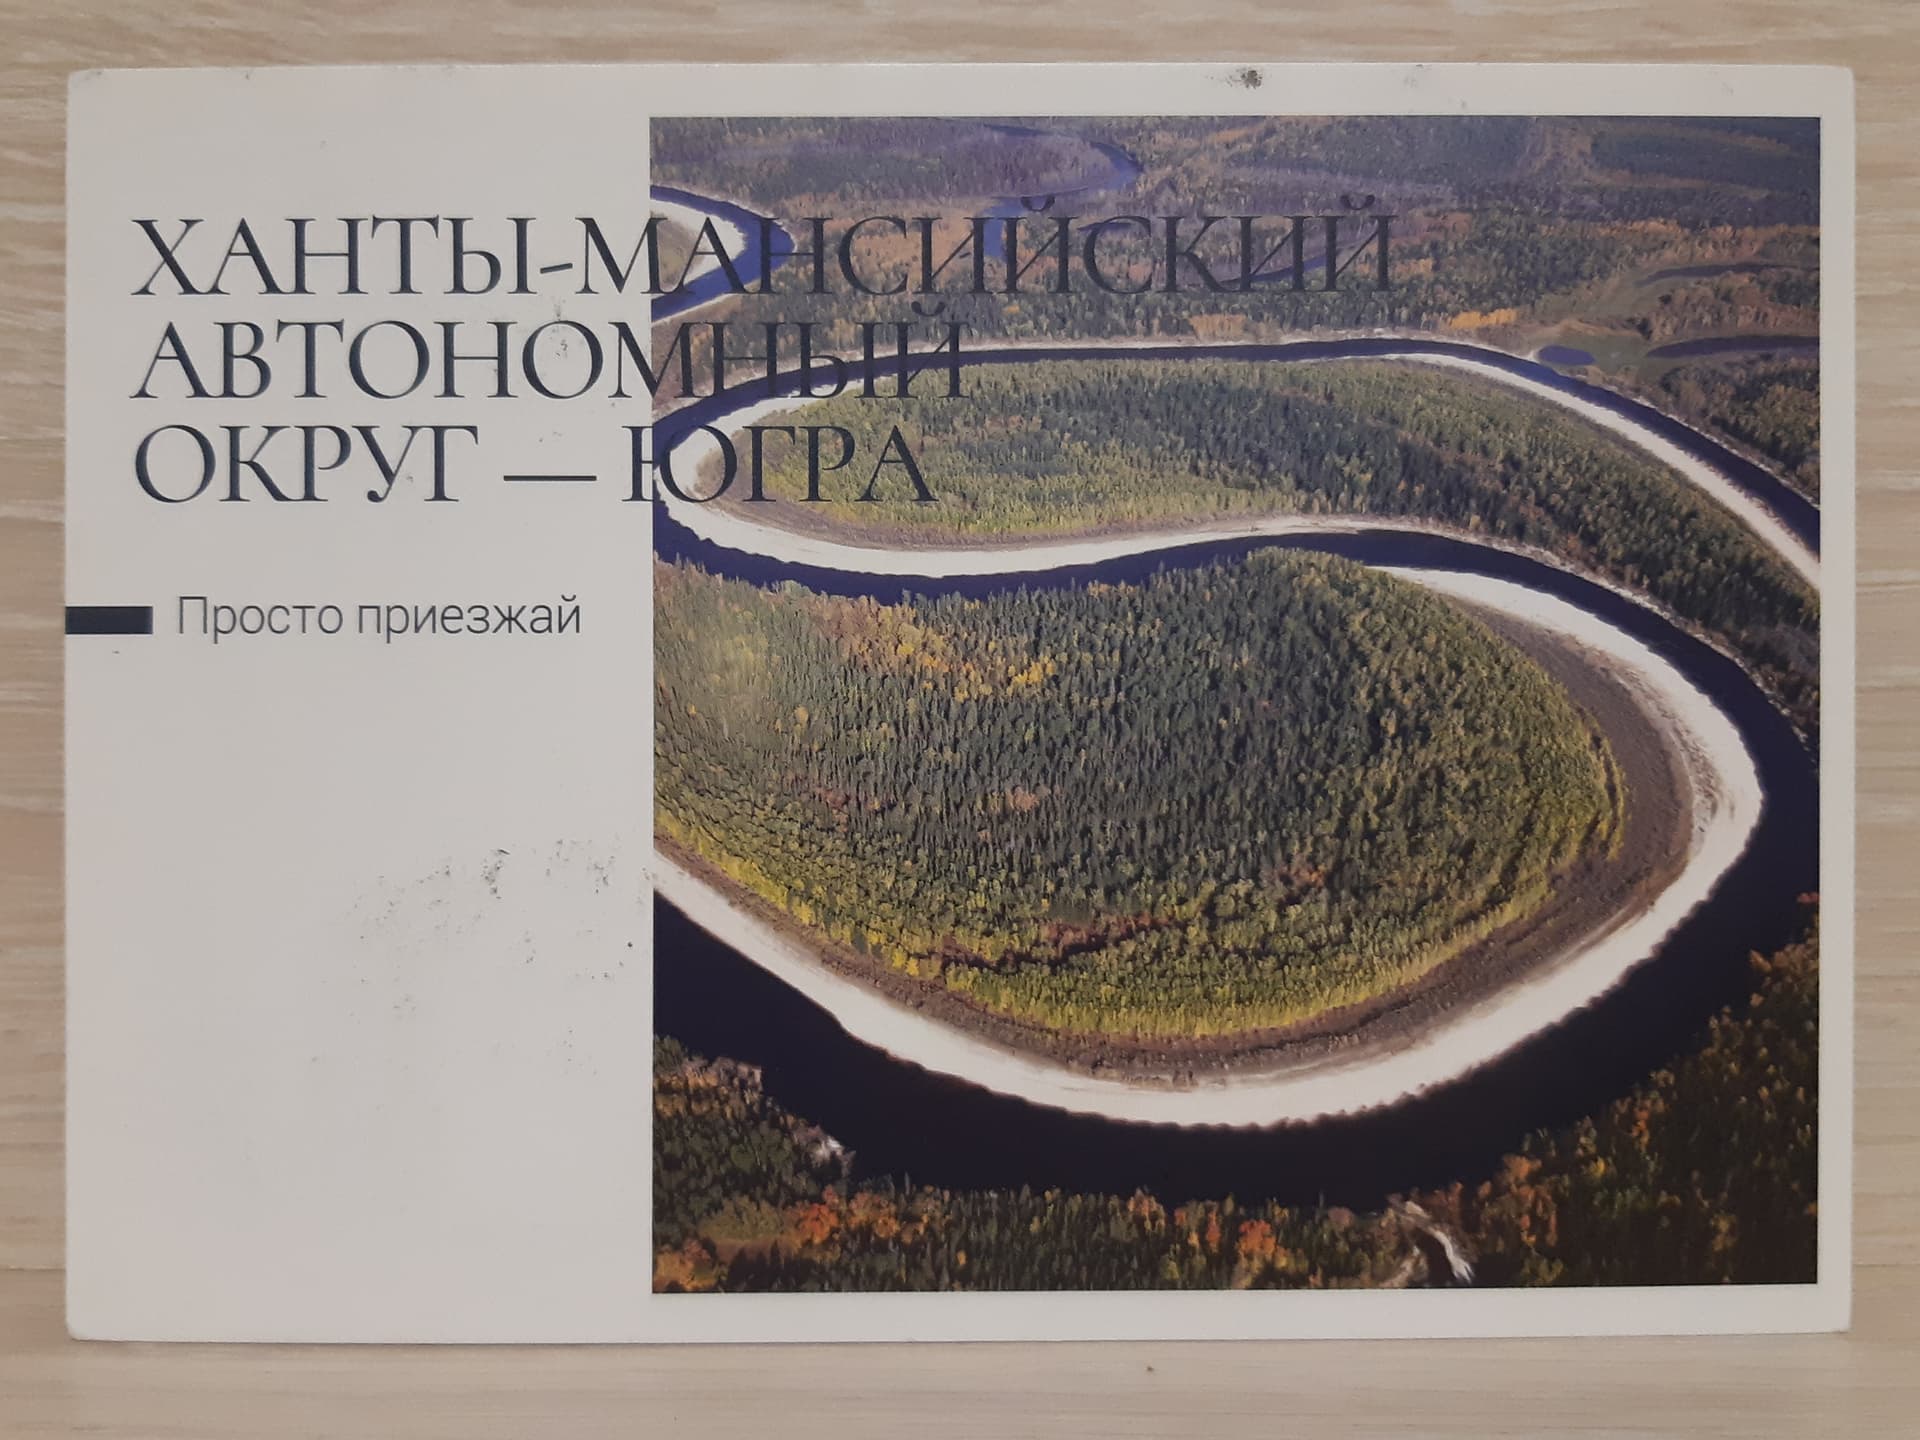 ХАНТЫ-МАНСИЙСКИЙ
АВТОНОМНЫЙ
ОКРУГ — ЮГРА
Просто приезжай